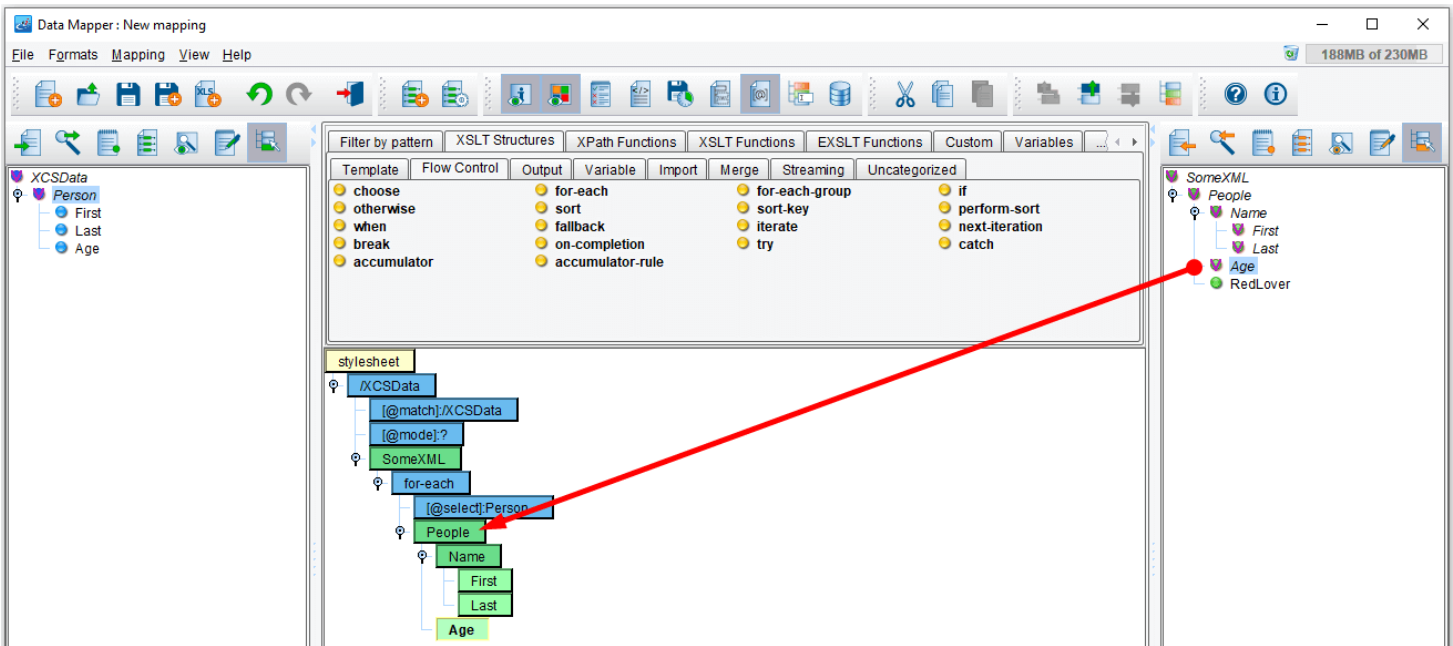 Data Mapper : New mapping
File Formats Mapping View Help
188MB of 230MB
Filter by pattern XSLT Structures XPath Functions XSLT Functions EXSLT Functions Custom Variables ...
Template Flow Control Output Variable Import Merge Streaming Uncategorized
choose for-each for-each-group if
otherwise sort sort-key perform-sort
when fallback iterate next-iteration
break on-completion try catch
accumulator accumulator-rule
XCSData
Person
First
Last
Age
stylesheet
/XCSData
[@match]:/XCSData
[@mode]:?
SomeXML
for-each
[@select]:Person
People
Name
First
Last
Age
SomeXML
People
Name
First
Last
Age
RedLover